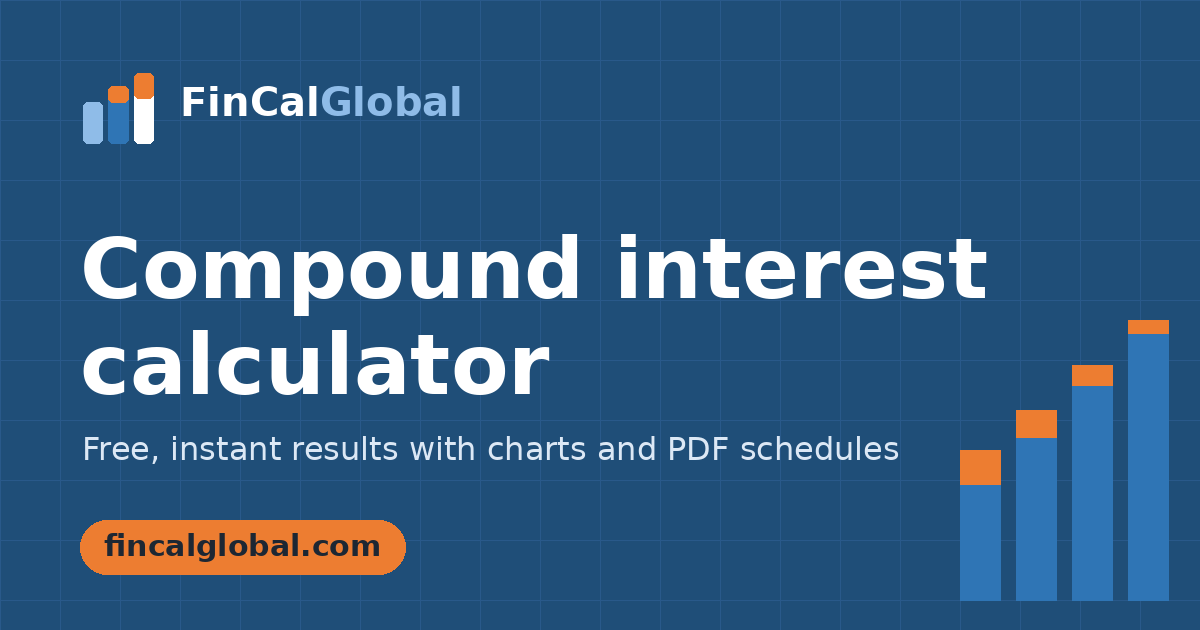 FinCalGlobal
Compound interest
calculator
Free, instant results with charts and PDF schedules
fincalglobal.com